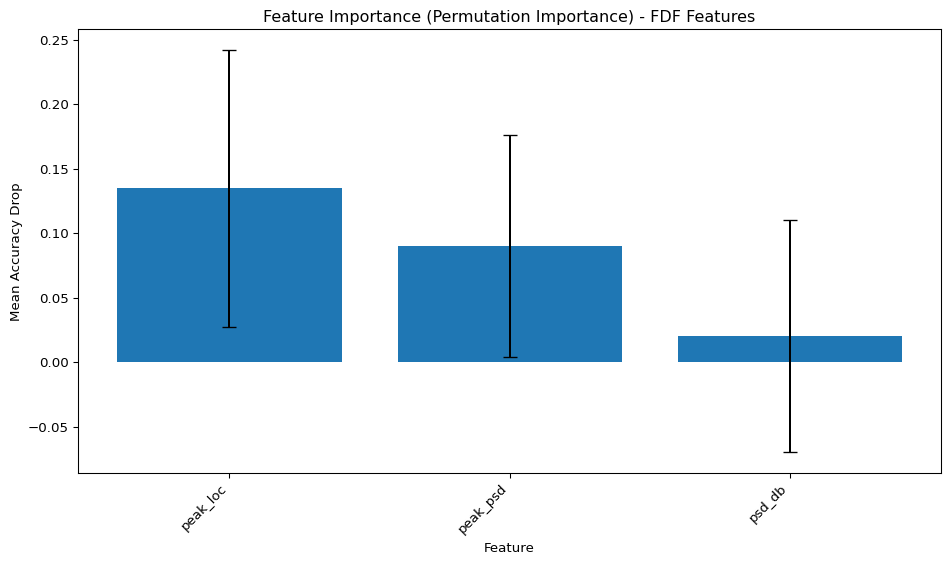 Feature Importance (Permutation Importance) - FDF Features
Mean Accuracy Drop
0.25
0.20
0.15
0.10
0.05
0.00
−0.05
peak_loc
peak_psd
psd_db
Feature